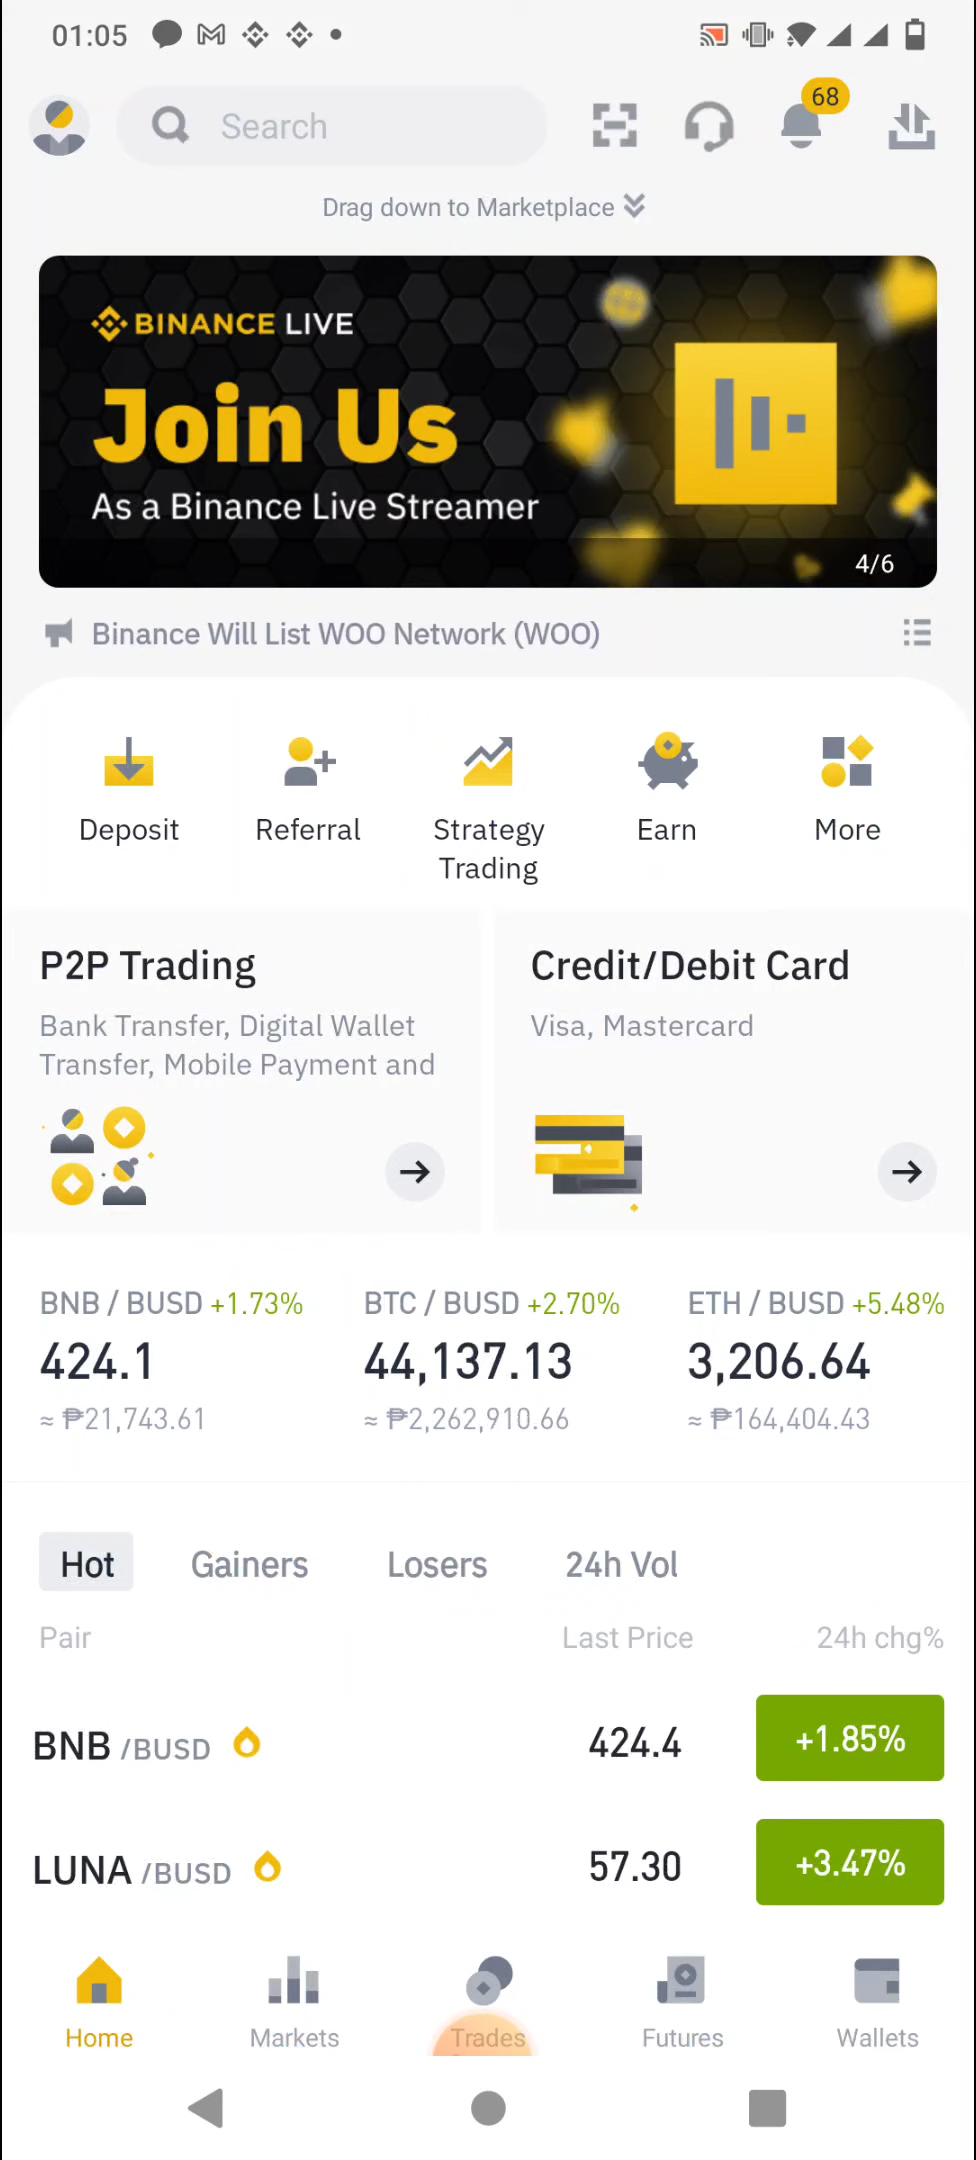 01:05
Search
68
Drag down to Marketplace
BINANCE LIVE
Join Us
As a Binance Live Streamer
4/6
Binance Will List WOO Network (WOO)
Deposit
Referral
Strategy
Trading
Earn
More
P2P Trading
Bank Transfer, Digital Wallet
Transfer, Mobile Payment and
Credit/Debit Card
Visa, Mastercard
BNB / BUSD +1.73%
424.1
≈ ₱21,743.61
BTC / BUSD +2.70%
44,137.13
≈ ₱2,262,910.66
ETH / BUSD +5.48%
3,206.64
≈ ₱164,404.43
Hot Gainers Losers 24h Vol
Pair Last Price 24h chg%
BNB /BUSD 424.4 +1.85%
LUNA /BUSD 57.30 +3.47%
Home Markets Trades Futures Wallets